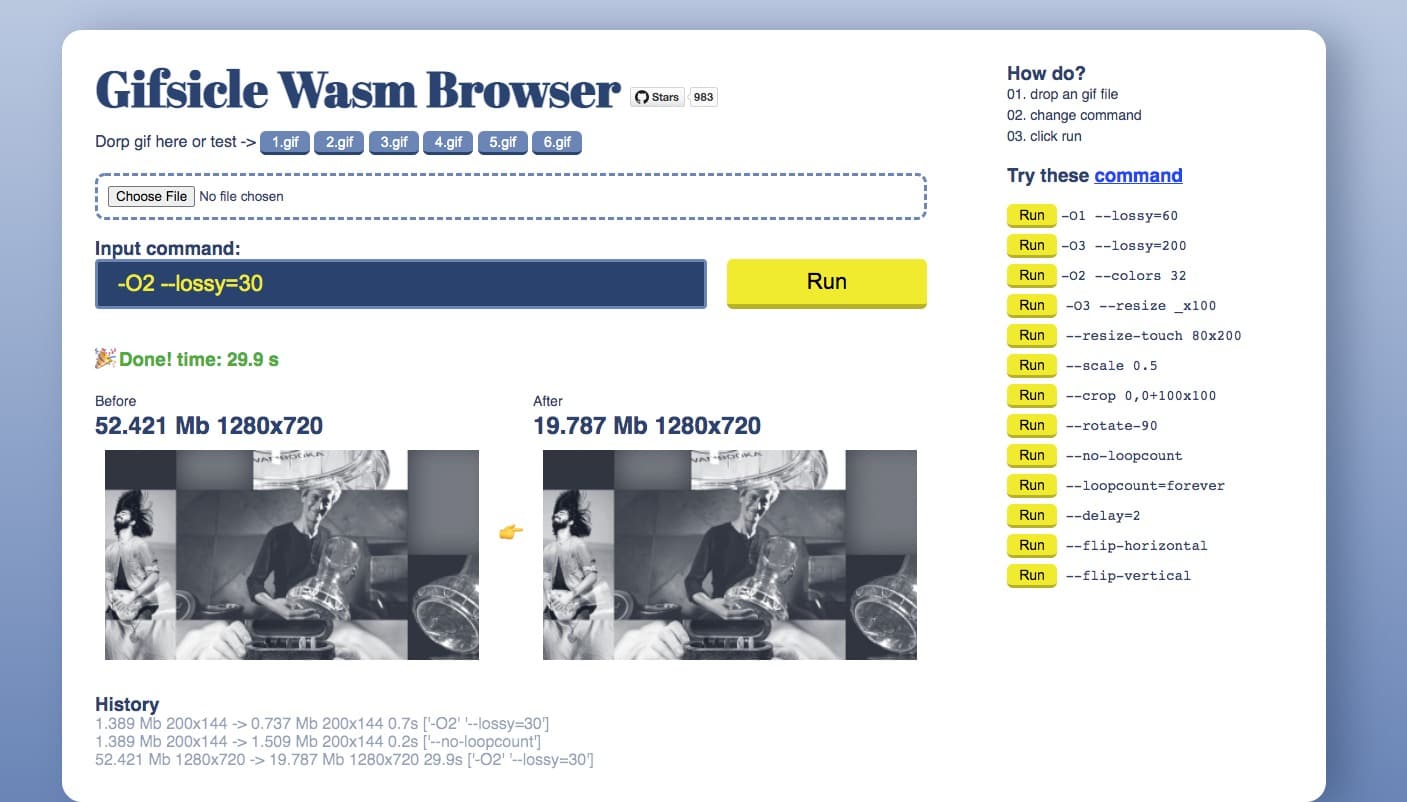 Gifsicle Wasm Browser
Stars 983
Dorp gif here or test -> 1.gif 2.gif 3.gif 4.gif 5.gif 6.gif
Choose File No file chosen
Input command:
-O2 --lossy=30
Run
Done! time: 29.9 s
Before
52.421 Mb 1280x720
After
19.787 Mb 1280x720
History
1.389 Mb 200x144 -> 0.737 Mb 200x144 0.7s ['-O2' '--lossy=30']
1.389 Mb 200x144 -> 1.509 Mb 200x144 0.2s ['--no-loopcount']
52.421 Mb 1280x720 -> 19.787 Mb 1280x720 29.9s ['-O2' '--lossy=30']
How do?
01. drop an gif file
02. change command
03. click run
Try these command
Run -O1 --lossy=60
Run -O3 --lossy=200
Run -O2 --colors 32
Run -O3 --resize _x100
Run --resize-touch 80x200
Run --scale 0.5
Run --crop 0,0+100x100
Run --rotate-90
Run --no-loopcount
Run --loopcount=forever
Run --delay=2
Run --flip-horizontal
Run --flip-vertical